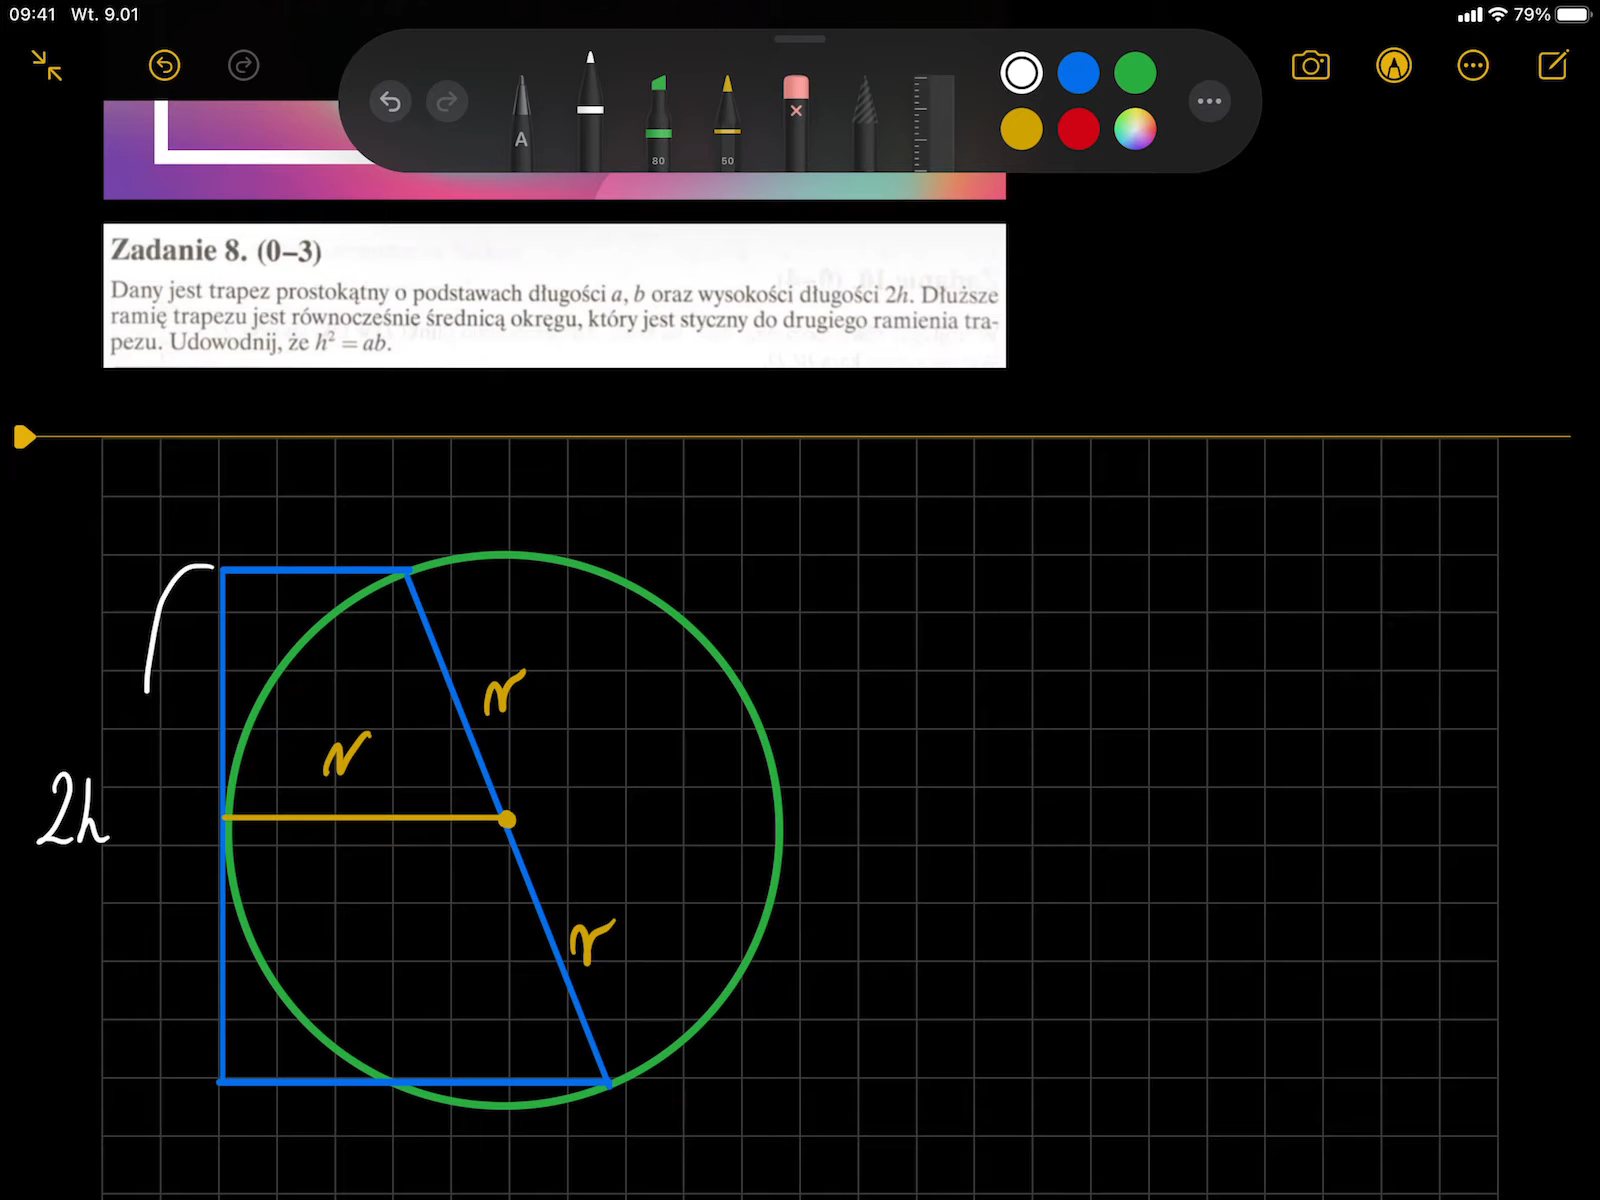 09:41 Wt. 9.01
79%
A
80
50
Zadanie 8. (0–3)
Dany jest trapez prostokątny o podstawach długości a, b oraz wysokości długości 2h. Dłuższe
ramię trapezu jest równocześnie średnicą okręgu, który jest styczny do drugiego ramienia tra-
pezu. Udowodnij, że h² = ab.
r
r
2h
r